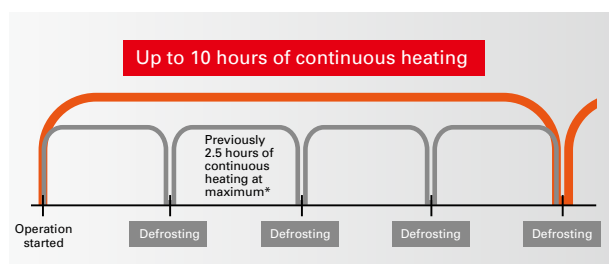 Up to 10 hours of continuous heating
Previously
2.5 hours of
continuous
heating at
maximum*
Operation
started
Defrosting
Defrosting
Defrosting
Defrosting